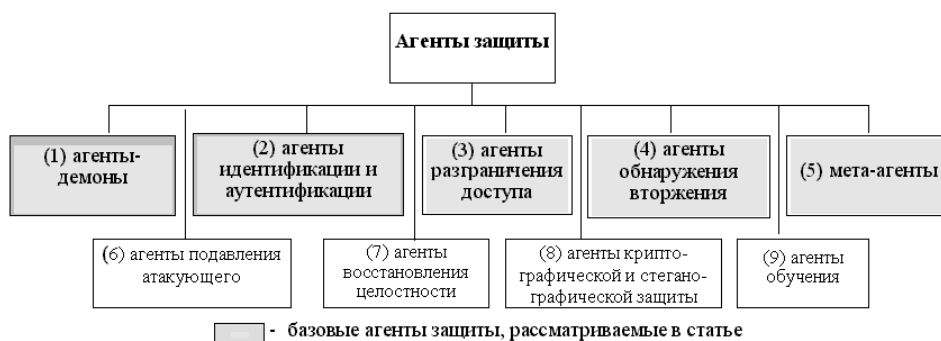 Агенты защиты
(1) агенты-
демоны
(2) агенты
идентификации и
аутентификации
(3) агенты
разграничения
доступа
(4) агенты
обнаружения
вторжения
(5) мета-агенты
(6) агенты подавления
атакующего
(7) агенты
восстановления
целостности
(8) агенты крипто-
графической и стегано-
графической защиты
(9) агенты
обучения
- базовые агенты защиты, рассматриваемые в статье